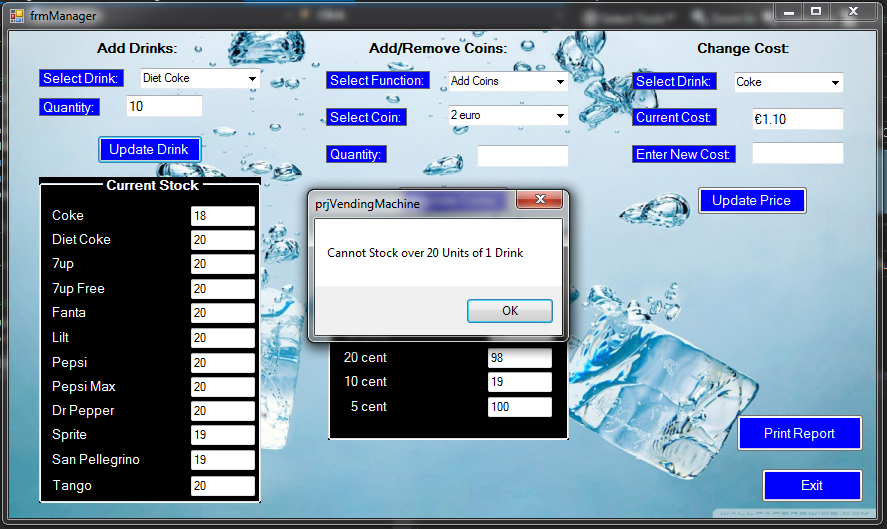 frmManager
Add Drinks:
Select Drink: Diet Coke
Quantity: 10
Update Drink
Add/Remove Coins:
Select Function: Add Coins
Select Coin: 2 euro
Quantity:
Change Cost:
Select Drink: Coke
Current Cost: €1.10
Enter New Cost:
Update Price
Current Stock
Coke 18
Diet Coke 20
7up 20
7up Free 20
Fanta 20
Lilt 20
Pepsi 20
Pepsi Max 20
Dr Pepper 20
Sprite 19
San Pellegrino 19
Tango 20
prjVendingMachine
Cannot Stock over 20 Units of 1 Drink
OK
20 cent 98
10 cent 19
5 cent 100
Print Report
Exit